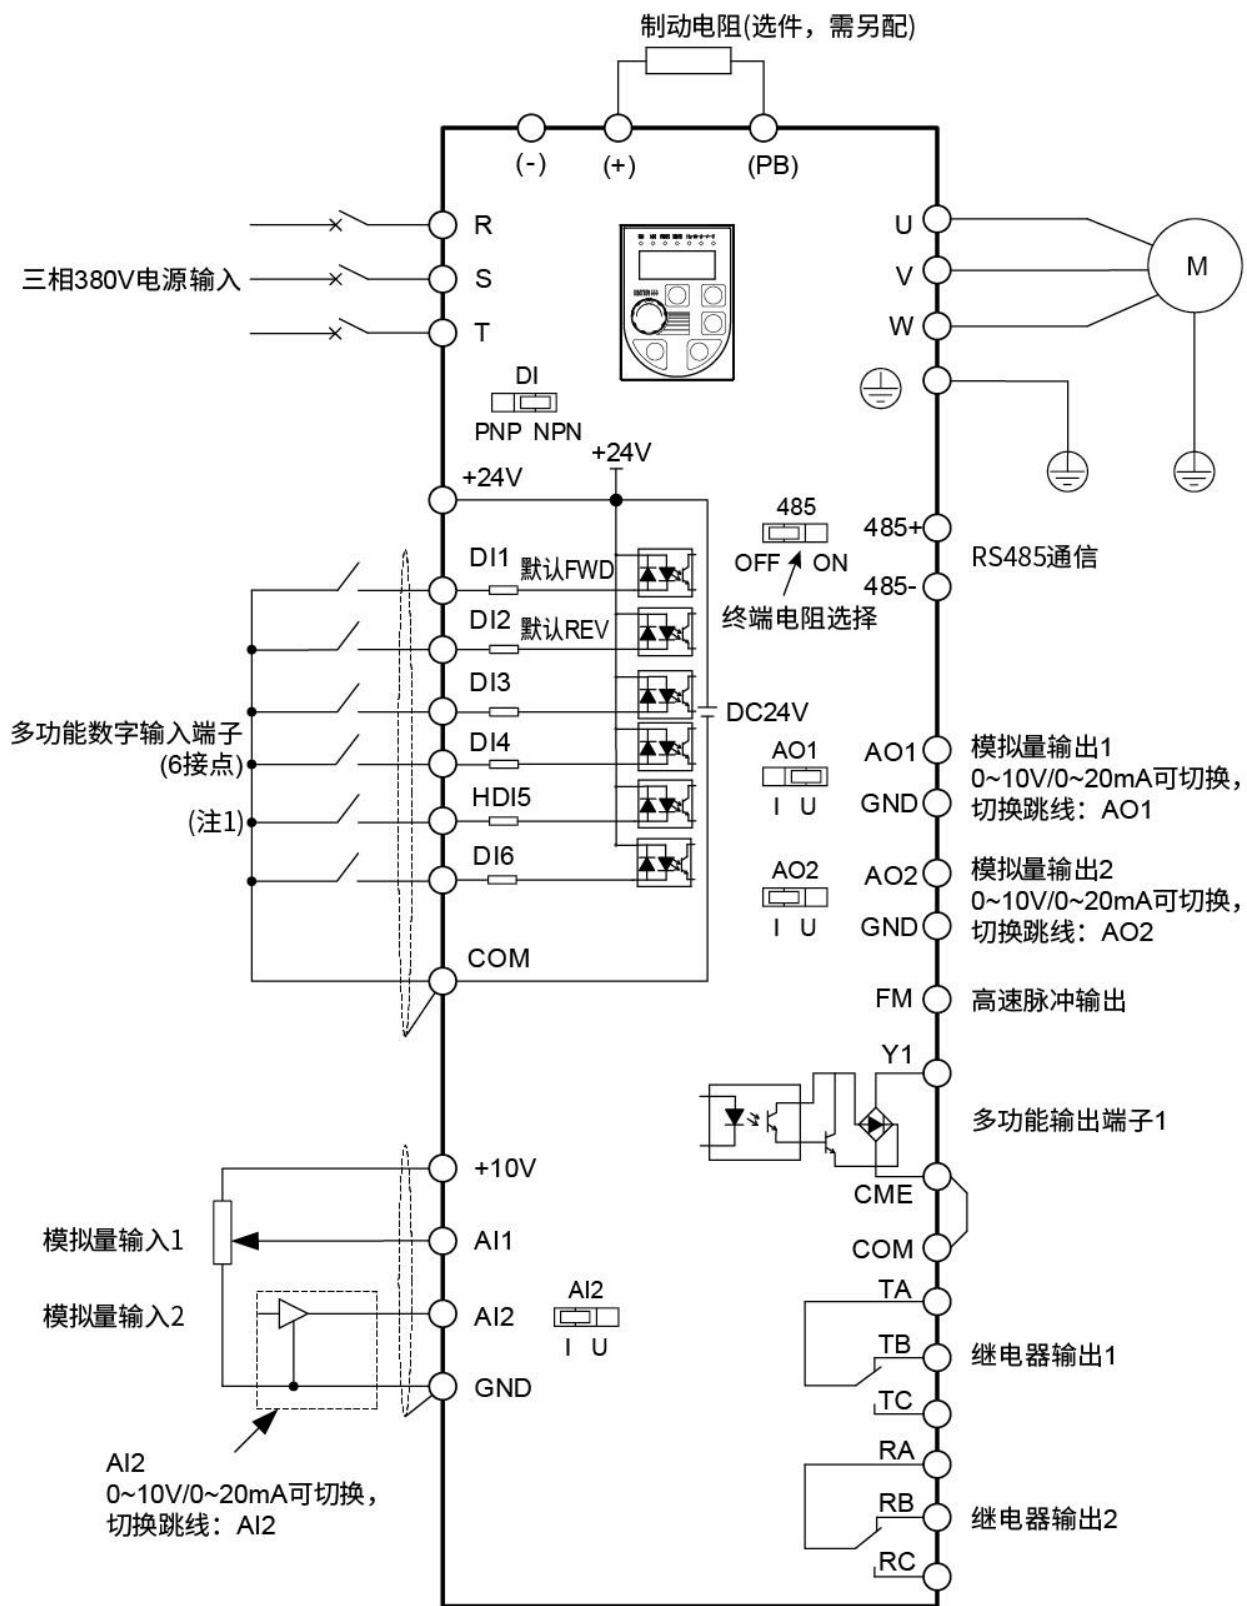 制动电阻(选件，需另配)
(-)
(+)
(PB)
R
S
T
三相380V电源输入
U
V
W
M
DI
PNP NPN
+24V
+24V
DI1 默认FWD
DI2 默认REV
DI3
DI4
HDI5
DI6
COM
多功能数字输入端子
(6接点)
(注1)
DC24V
485
OFF ON
终端电阻选择
485+
485-
RS485通信
AO1
I U
AO1
GND
模拟量输出1
0~10V/0~20mA可切换，
切换跳线：AO1
AO2
I U
AO2
GND
模拟量输出2
0~10V/0~20mA可切换，
切换跳线：AO2
FM
高速脉冲输出
Y1
多功能输出端子1
CME
COM
+10V
模拟量输入1
AI1
模拟量输入2
AI2
AI2
I U
GND
AI2
0~10V/0~20mA可切换，
切换跳线：AI2
TA
TB
TC
继电器输出1
RA
RB
RC
继电器输出2